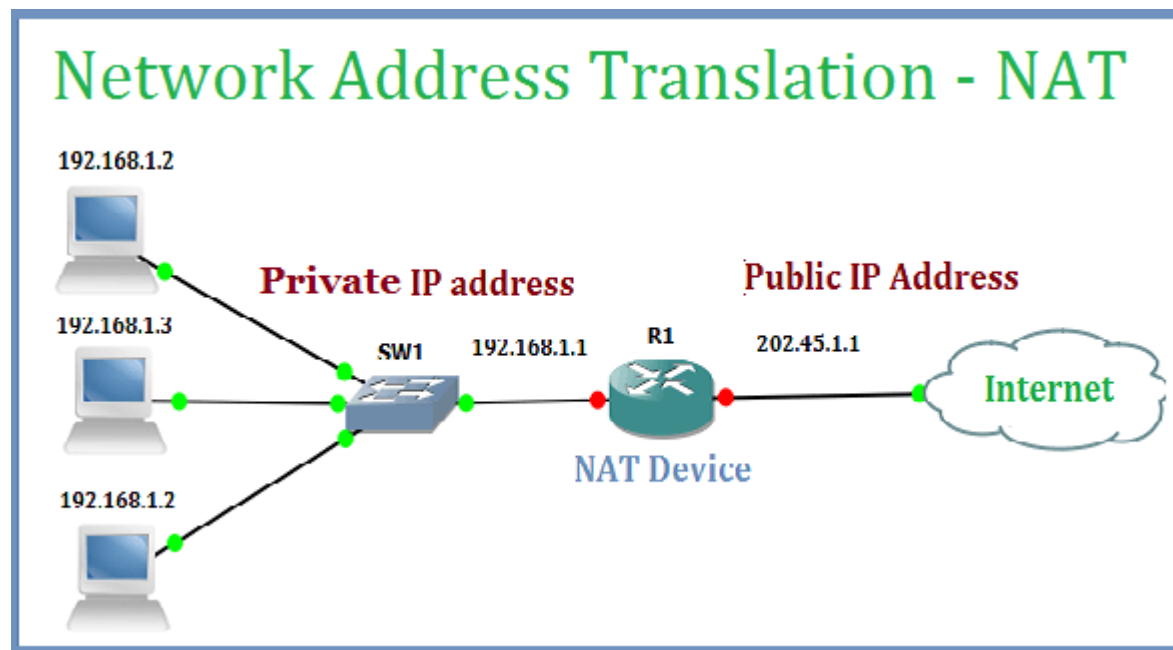 Network Address Translation - NAT
192.168.1.2
Private IP address
Public IP Address
192.168.1.3
SW1
192.168.1.1
R1
202.45.1.1
Internet
NAT Device
192.168.1.2